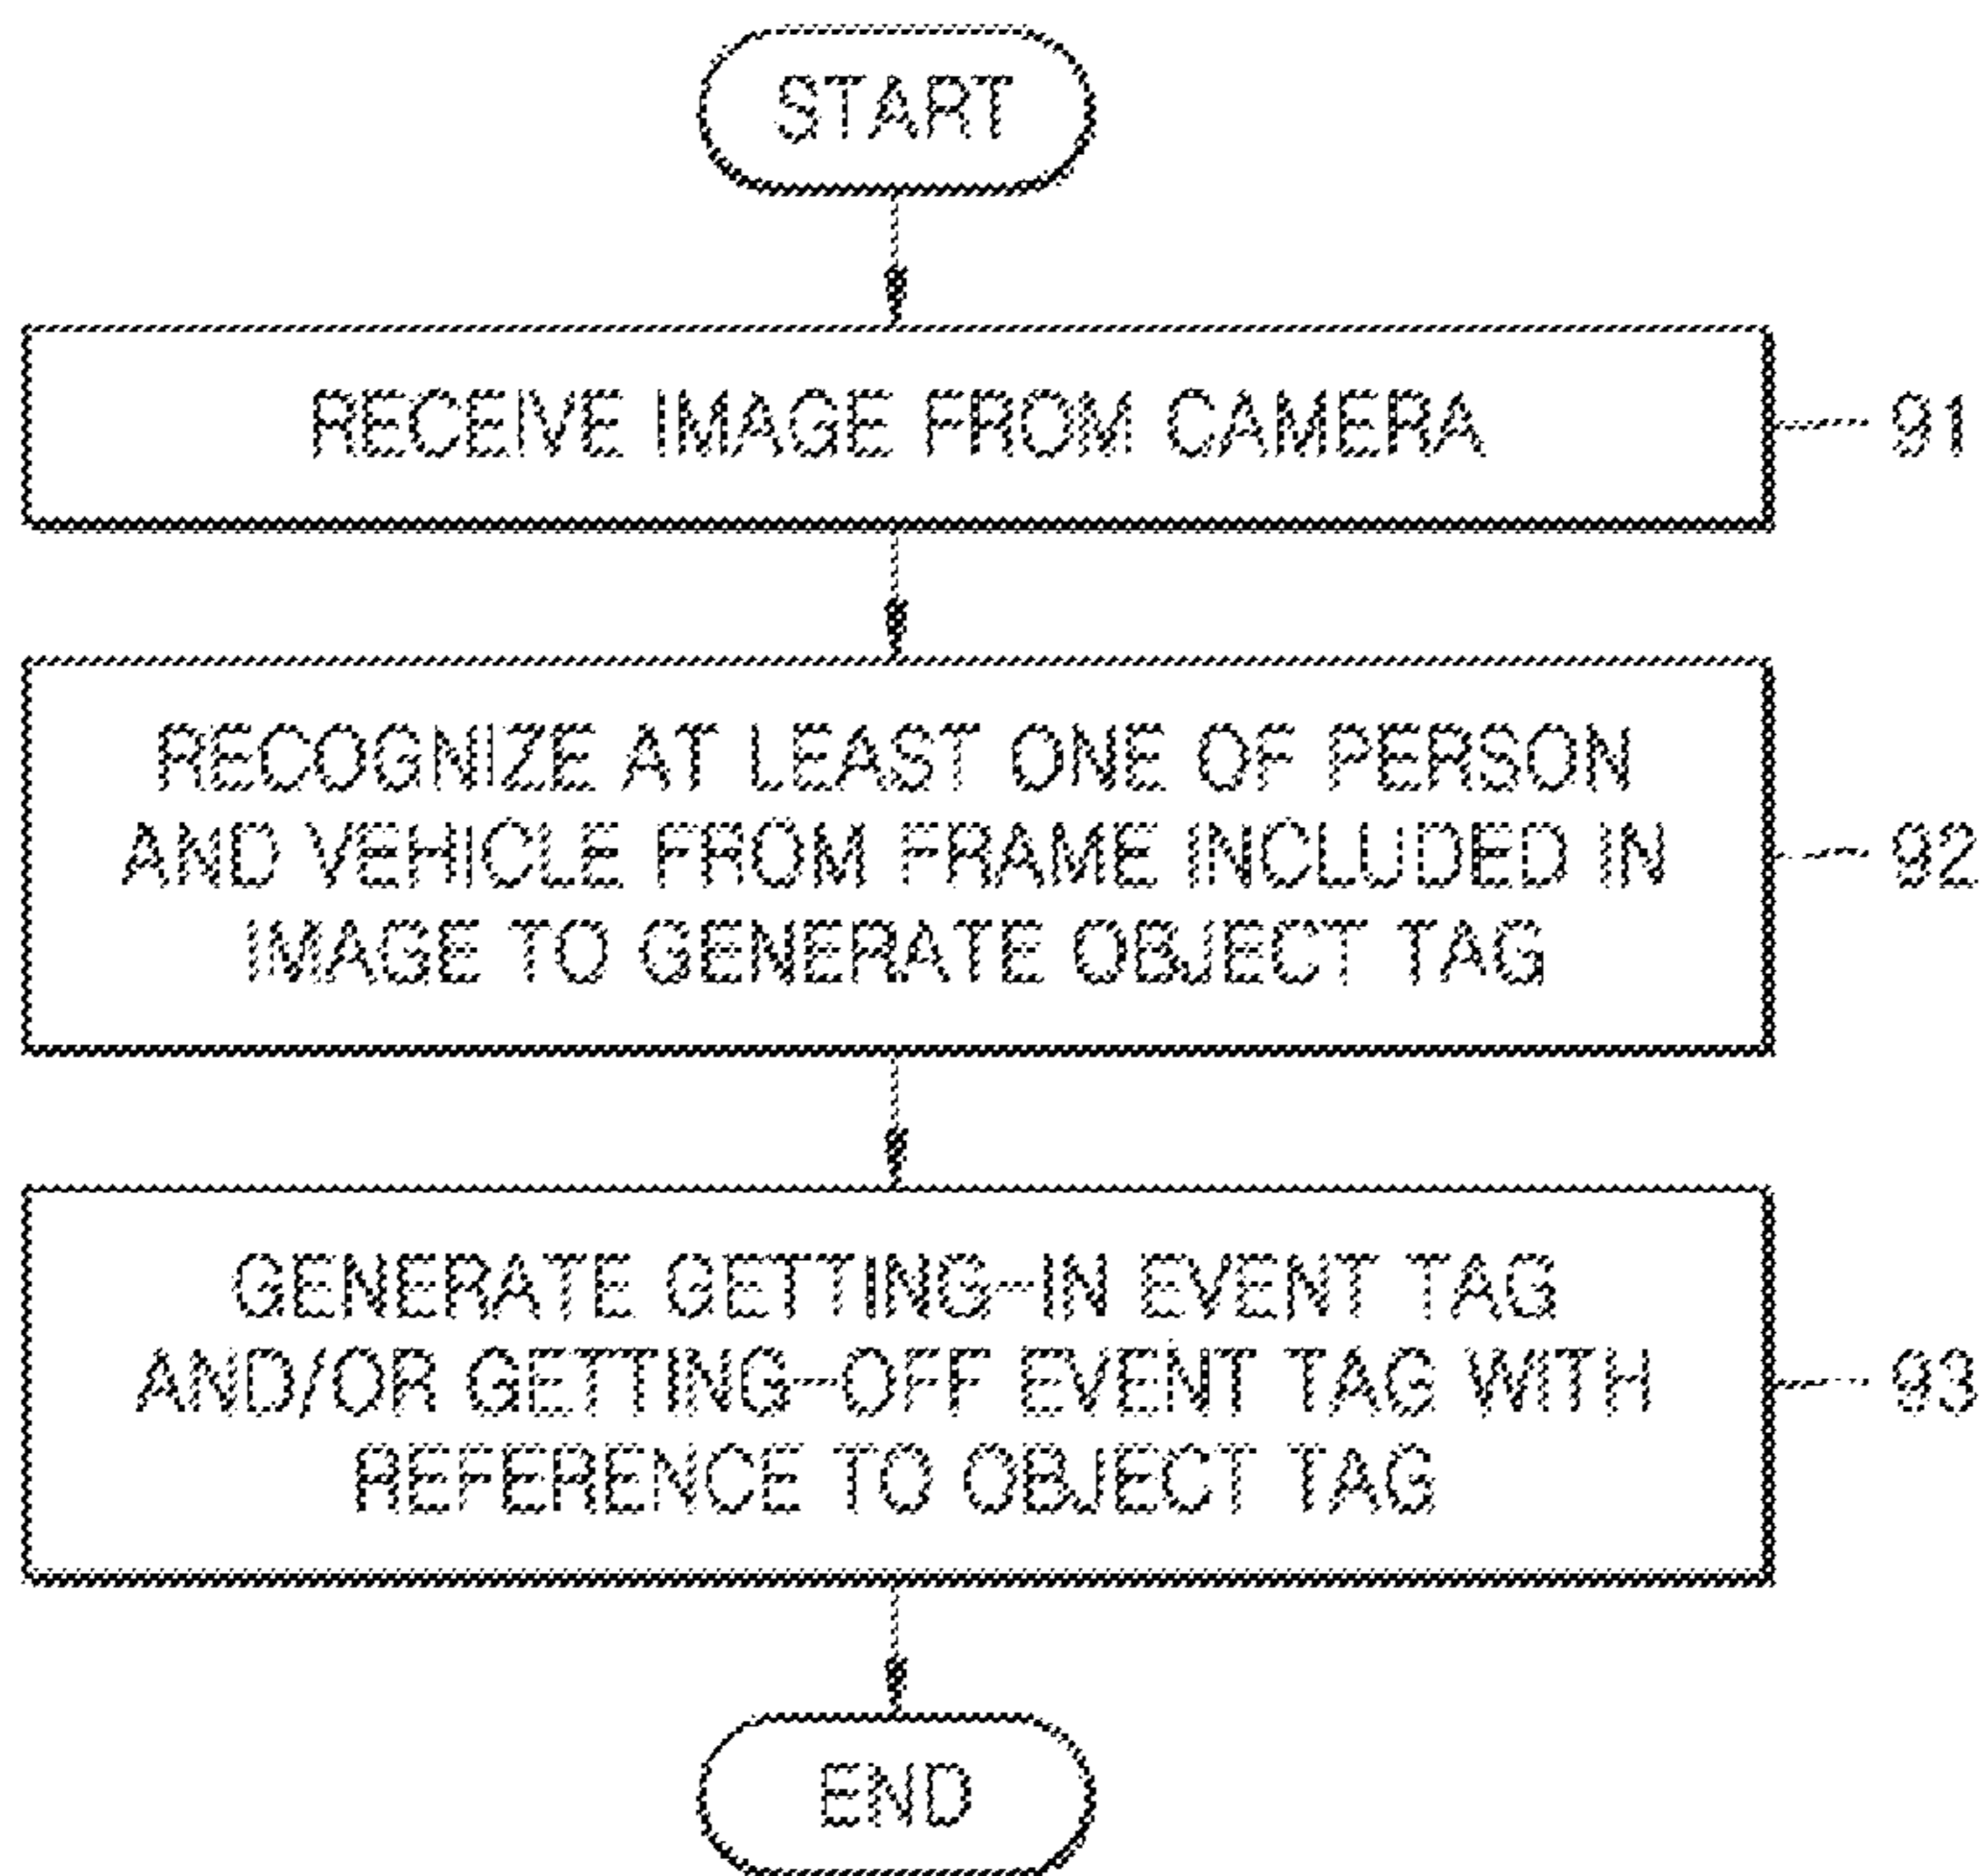 START
RECEIVE IMAGE FROM CAMERA
91
RECOGNIZE AT LEAST ONE OF PERSON
AND VEHICLE FROM FRAME INCLUDED IN
92
IMAGE TO GENERATE OBJECT TAG
GENERATE GETTING-IN EVENT TAG
AND/OR GETTING-OFF EVENT TAG WITH
93
REFERENCE TO OBJECT TAG
END